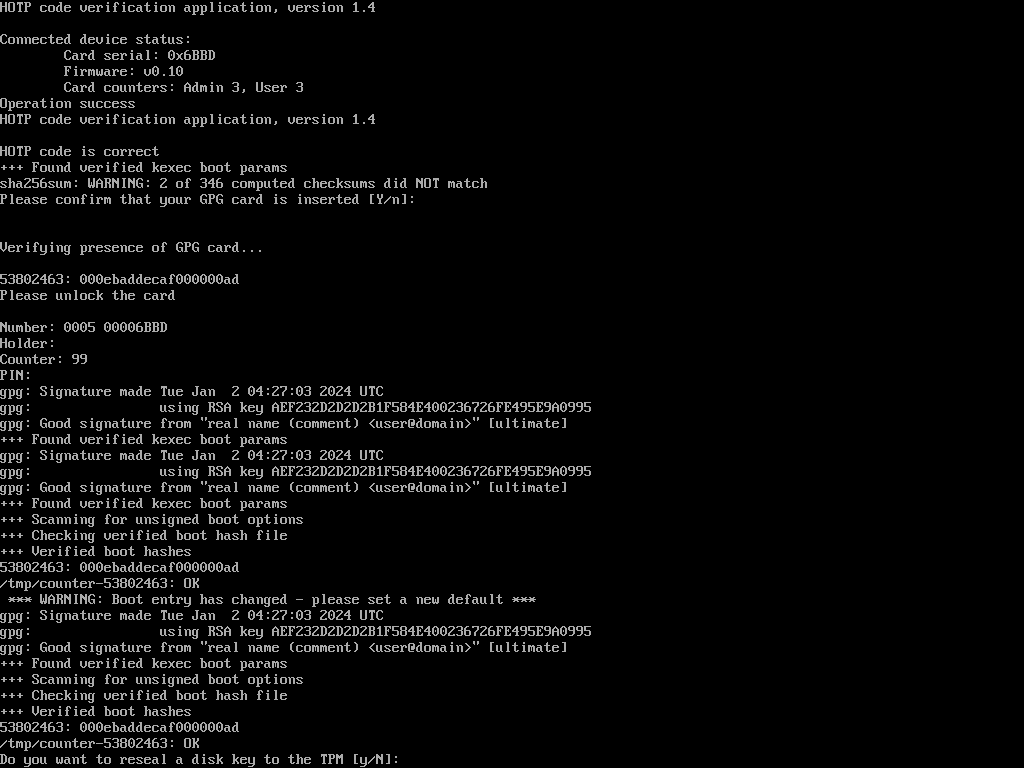 HOTP code verification application, version 1.4
Connected device status:
Card serial: 0x6BBD
Firmware: v0.10
Card counters: Admin 3, User 3
Operation success
HOTP code verification application, version 1.4
HOTP code is correct
+++ Found verified kexec boot params
sha256sum: WARNING: 2 of 346 computed checksums did NOT match
Please confirm that your GPG card is inserted [Y/n]:
Verifying presence of GPG card...
53802463: 000ebaddecaf000000ad
Please unlock the card
Number: 0005 00006BBD
Holder:
Counter: 99
PIN:
gpg: Signature made Tue Jan  2 04:27:03 2024 UTC
gpg:                using RSA key AEF232D2D2D2B1F584E400236726FE495E9A0995
gpg: Good signature from "real name (comment) <user@domain>" [ultimate]
+++ Found verified kexec boot params
gpg: Signature made Tue Jan  2 04:27:03 2024 UTC
gpg:                using RSA key AEF232D2D2D2B1F584E400236726FE495E9A0995
gpg: Good signature from "real name (comment) <user@domain>" [ultimate]
+++ Found verified kexec boot params
+++ Scanning for unsigned boot options
+++ Checking verified boot hash file
+++ Verified boot hashes
53802463: 000ebaddecaf000000ad
/tmp/counter-53802463: OK
*** WARNING: Boot entry has changed - please set a new default ***
gpg: Signature made Tue Jan  2 04:27:03 2024 UTC
gpg:                using RSA key AEF232D2D2D2B1F584E400236726FE495E9A0995
gpg: Good signature from "real name (comment) <user@domain>" [ultimate]
+++ Found verified kexec boot params
+++ Scanning for unsigned boot options
+++ Checking verified boot hash file
+++ Verified boot hashes
53802463: 000ebaddecaf000000ad
/tmp/counter-53802463: OK
Do you want to reseal a disk key to the TPM [y/N]: